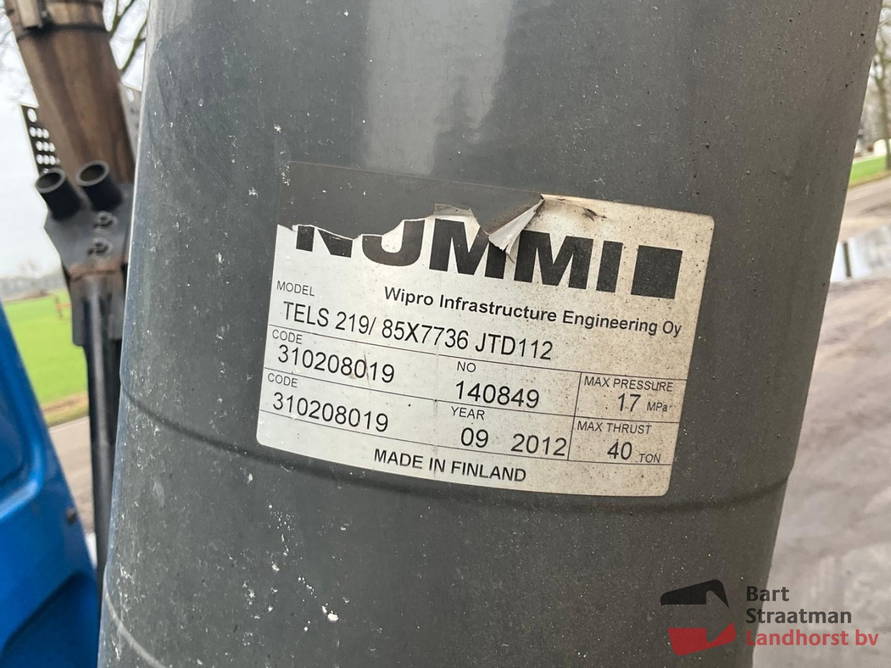 NUMMI
Wipro Infrastructure Engineering Oy
MODEL
TELS 219/ 85X7736 JTD112
CODE
310208019
NO
140849
MAX PRESSURE
17 MPa
CODE
310208019
YEAR
09 2012
MAX THRUST
40 TON
MADE IN FINLAND
Bart
Straatman
Landhorst bv